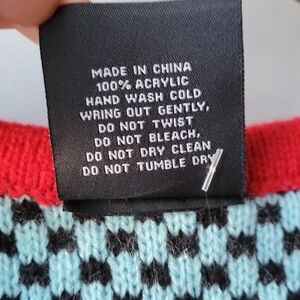 MADE IN CHINA
100% ACRYLIC
HAND WASH COLD
WRING OUT GENTLY,
DO NOT TWIST
DO NOT BLEACH,
DO NOT DRY CLEAN
DO NOT TUMBLE DRY